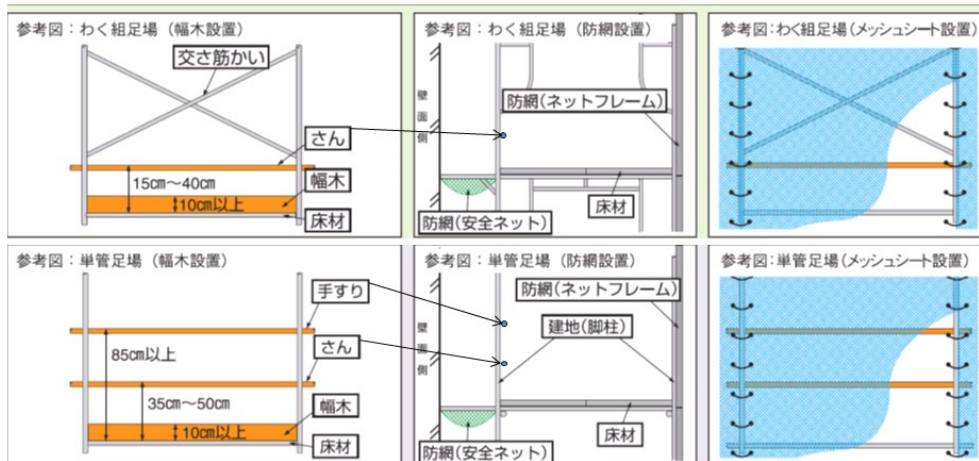 参考図：わく組足場（幅木設置）
交さ筋かい
さん
15cm～40cm
幅木
10cm以上
床材
参考図：わく組足場（防網設置）
壁面側
防網(ネットフレーム)
床材
防網(安全ネット)
参考図：わく組足場(メッシュシート設置)
参考図：単管足場（幅木設置）
手すり
85cm以上
さん
35cm～50cm
幅木
10cm以上
床材
参考図：単管足場（防網設置）
防網(ネットフレーム)
壁面側
建地(脚柱)
床材
防網(安全ネット)
参考図：単管足場(メッシュシート設置)